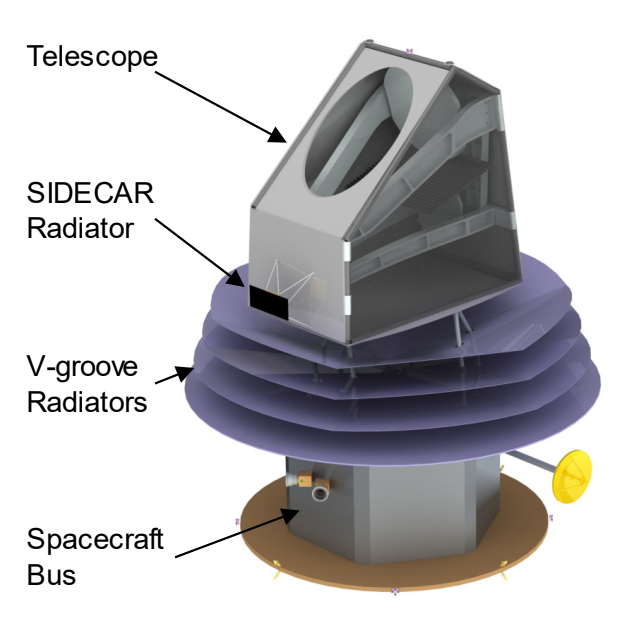 Telescope
SIDECAR
Radiator
V-groove
Radiators
Spacecraft
Bus